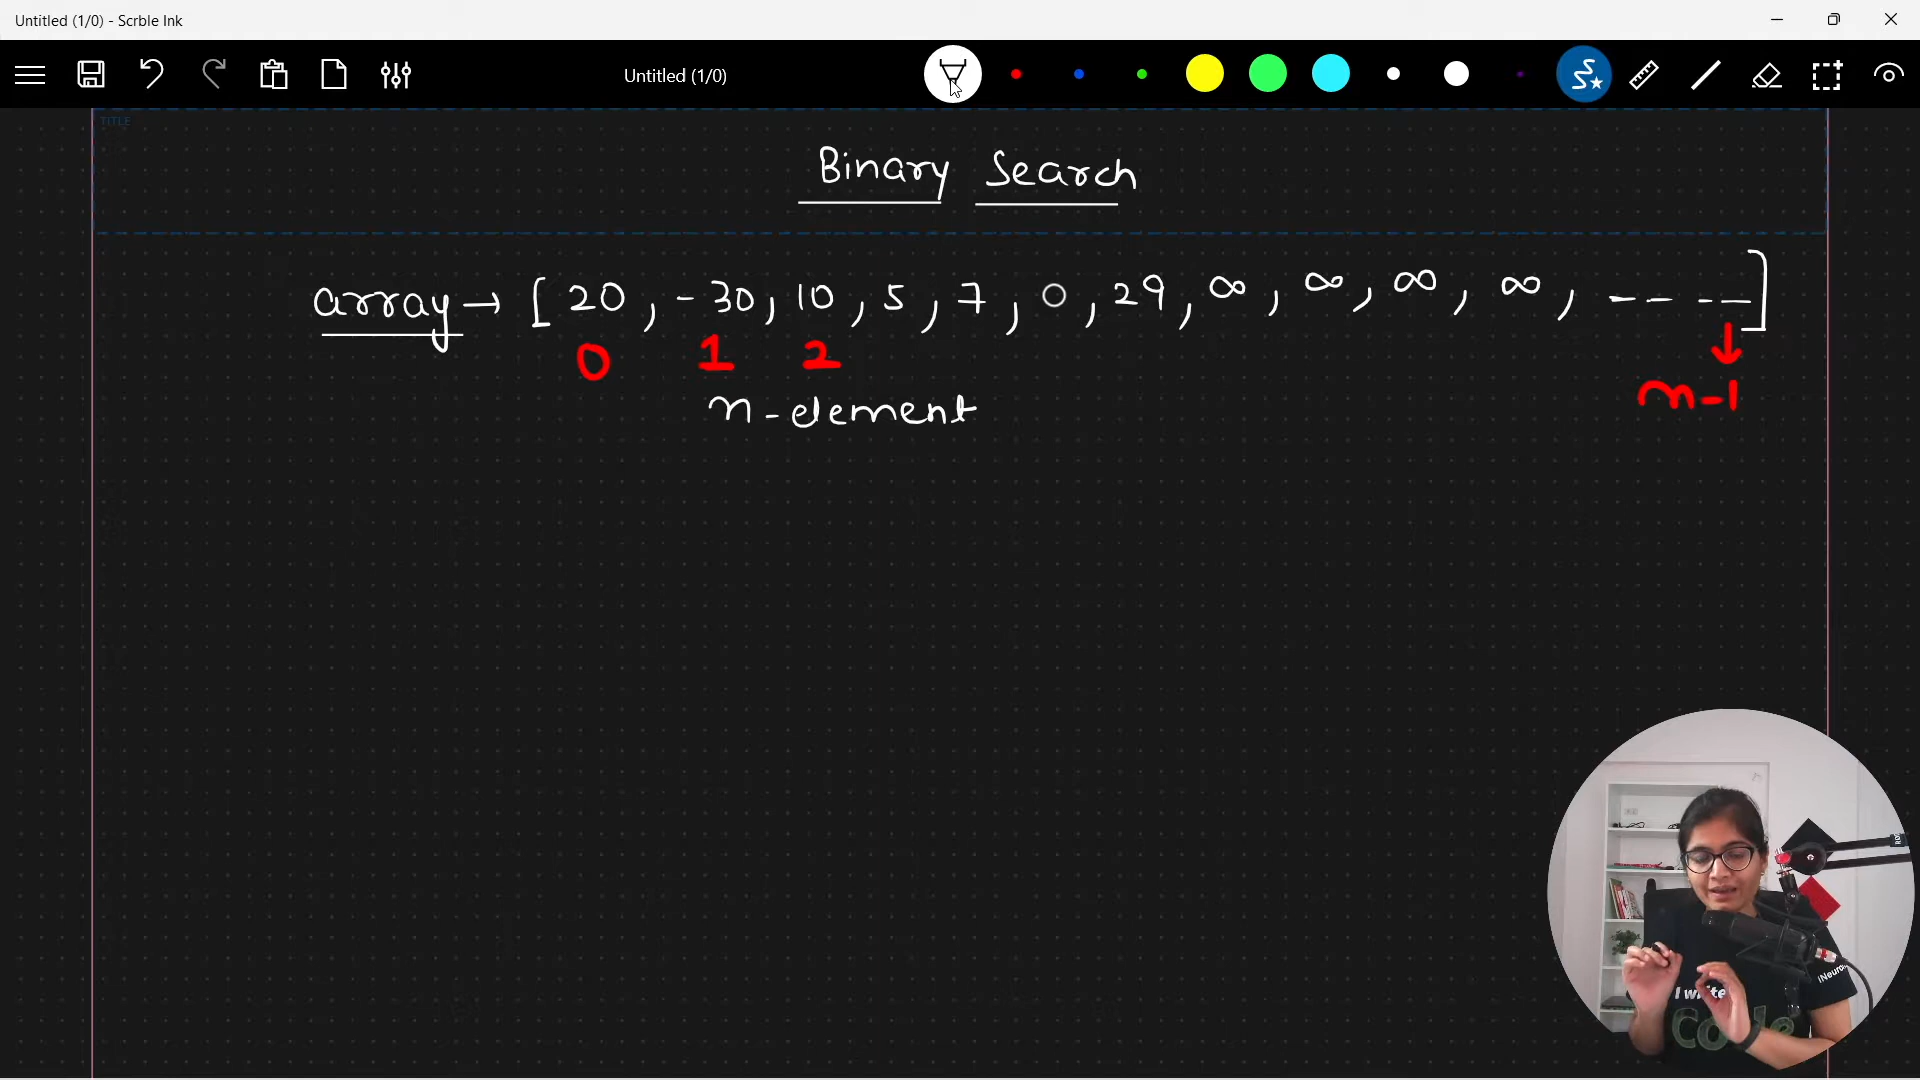 Untitled (1/0) - Scrble Ink
Untitled (1/0)
TITLE
Binary Search
array → [ 20 , - 30 , 10 , 5 , 7 , 0 , 29 , ∞ , ∞ , ∞ , ∞ , -- -- ]
0 1 2
↓
n-1
n - element
iNeuron
I write
Code